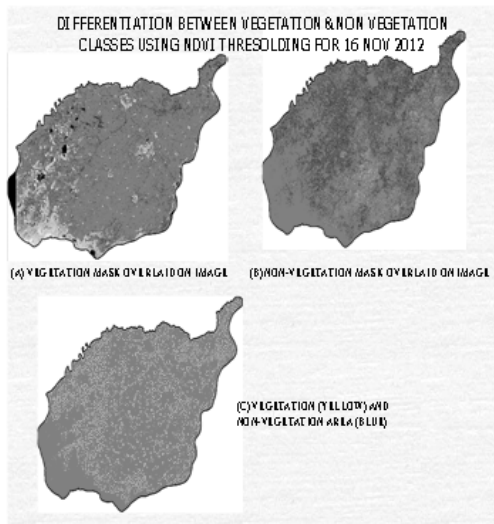 DIFFERENTIATION BETWEEN VEGETATION & NON VEGETATION
CLASSES USING NDVI THRESOLDING FOR 16 NOV 2012
(A) VEGETATION MASK OVERLAID ON IMAGE
(B) NON-VEGETATION MASK OVERLAID ON IMAGE
(C) VEGETATION (YELLOW) AND
NON-VEGETATION AREA (BLUE)